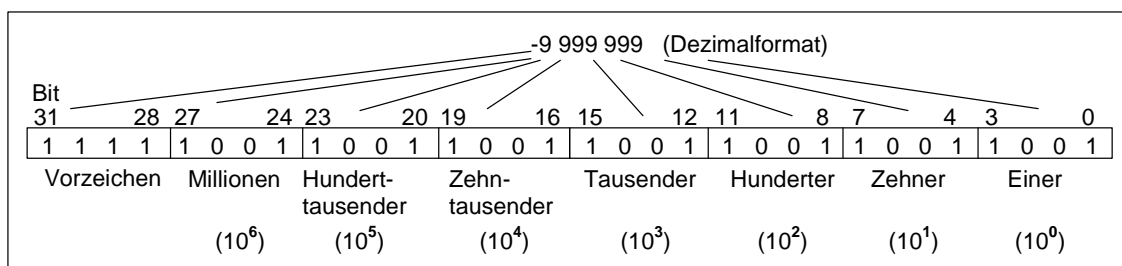 -9 999 999 (Dezimalformat)
Bit
31 28 27 24 23 20 19 16 15 12 11 8 7 4 3 0
1 1 1 1 1 0 0 1 1 0 0 1 1 0 0 1 1 0 0 1 1 0 0 1 1 0 0 1 1 0 0 1
Vorzeichen Millionen Hundert- Zehn- Tausender Hunderter Zehner Einer
tausender tausender
(10⁶) (10⁵) (10⁴) (10³) (10²) (10¹) (10⁰)